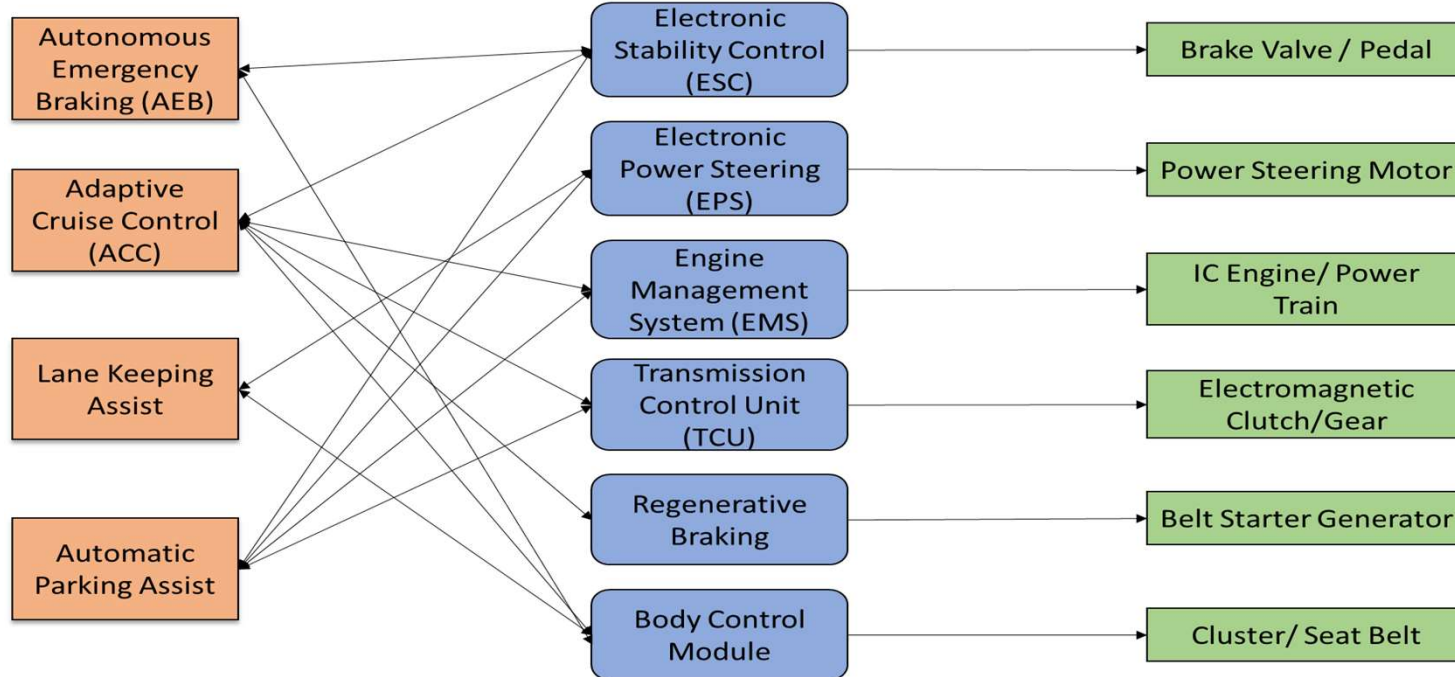 Autonomous
Emergency
Braking (AEB)
Adaptive
Cruise Control
(ACC)
Lane Keeping
Assist
Automatic
Parking Assist
Electronic
Stability Control
(ESC)
Electronic
Power Steering
(EPS)
Engine
Management
System (EMS)
Transmission
Control Unit
(TCU)
Regenerative
Braking
Body Control
Module
Brake Valve / Pedal
Power Steering Motor
IC Engine/ Power
Train
Electromagnetic
Clutch/Gear
Belt Starter Generator
Cluster/ Seat Belt